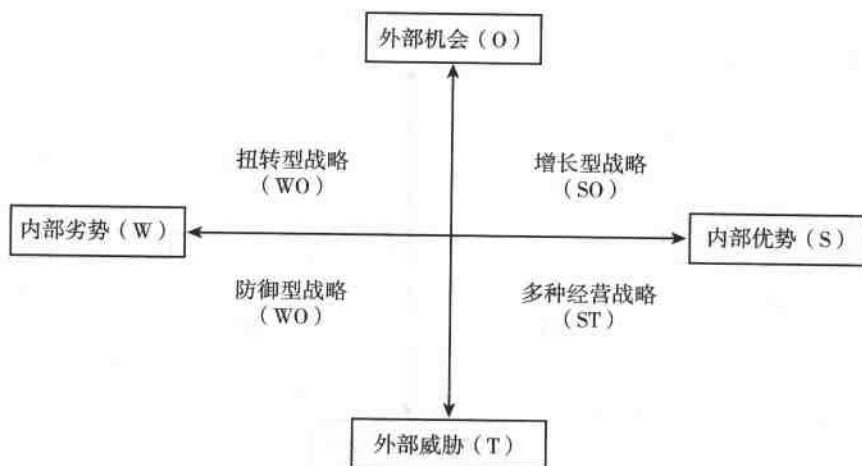 外部机会（O）
扭转型战略
（WO）
增长型战略
（SO）
内部劣势（W）
内部优势（S）
防御型战略
（WO）
多种经营战略
（ST）
外部威胁（T）